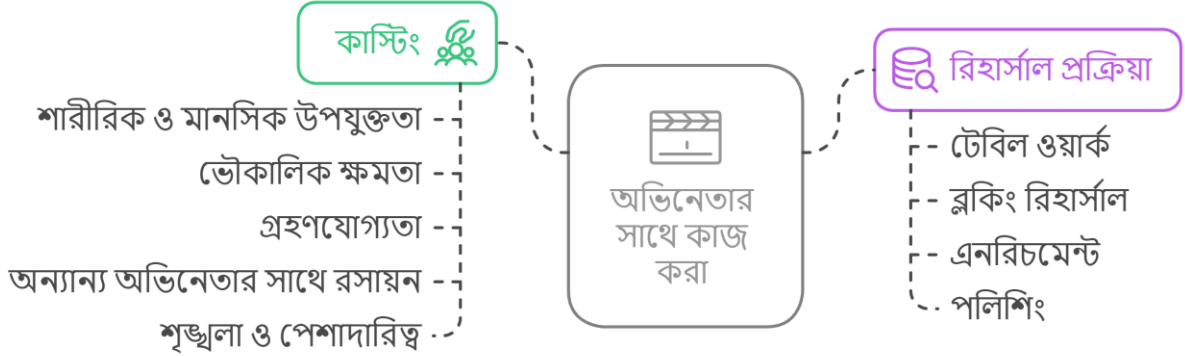 কাস্টিং
শারীরিক ও মানসিক উপযুক্ততা
ভৌকালিক ক্ষমতা
গ্রহণযোগ্যতা
অন্যান্য অভিনেতার সাথে রসায়ন
শৃঙ্খলা ও পেশাদারিত্ব
অভিনেতার
সাথে কাজ
করা
রিহার্সাল প্রক্রিয়া
টেবিল ওয়ার্ক
ব্লকিং রিহার্সাল
এনরিচমেন্ট
পলিশিং